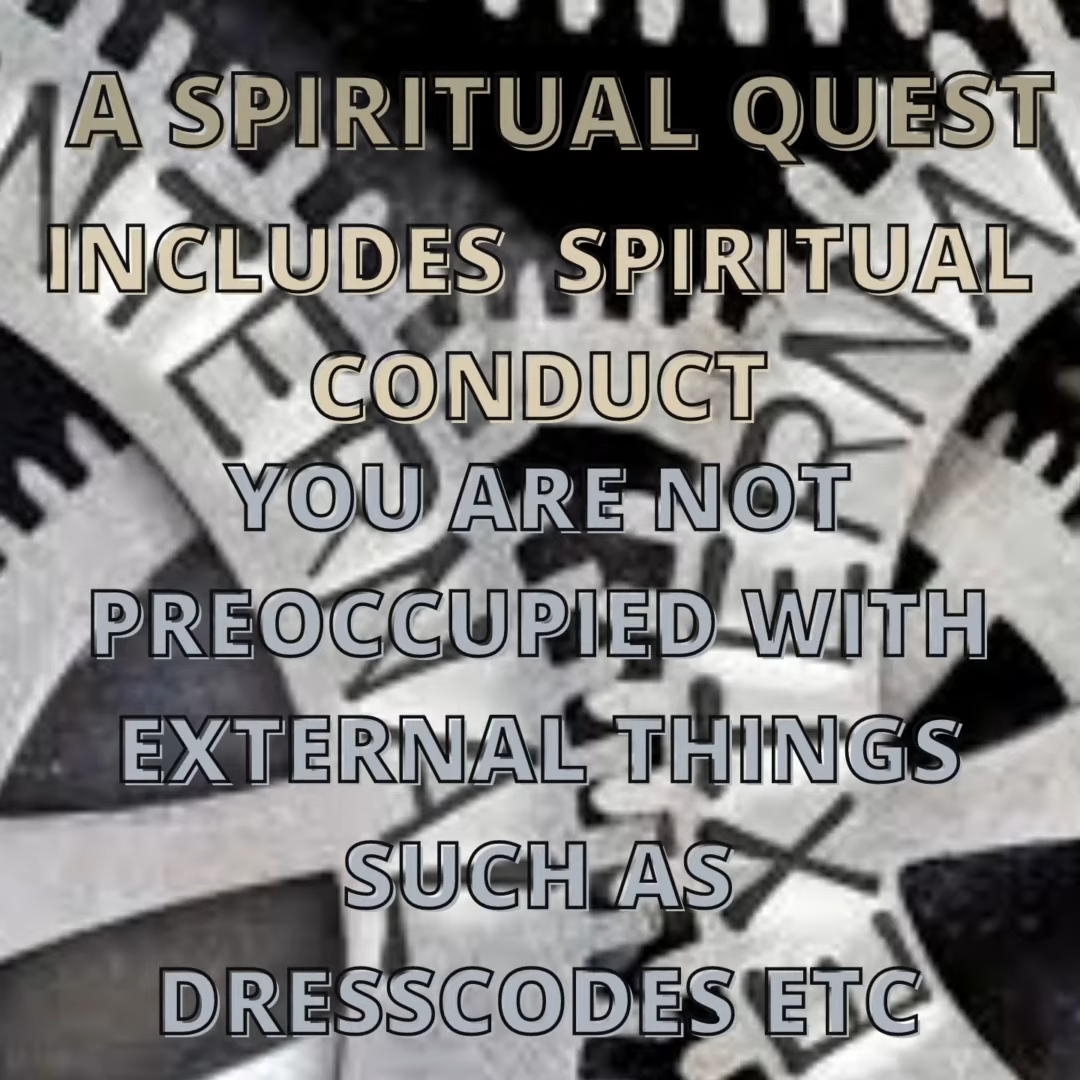 A SPIRITUAL QUEST
INCLUDES SPIRITUAL
CONDUCT
YOU ARE NOT
PREOCCUPIED WITH
EXTERNAL THINGS
SUCH AS
DRESSCODES ETC